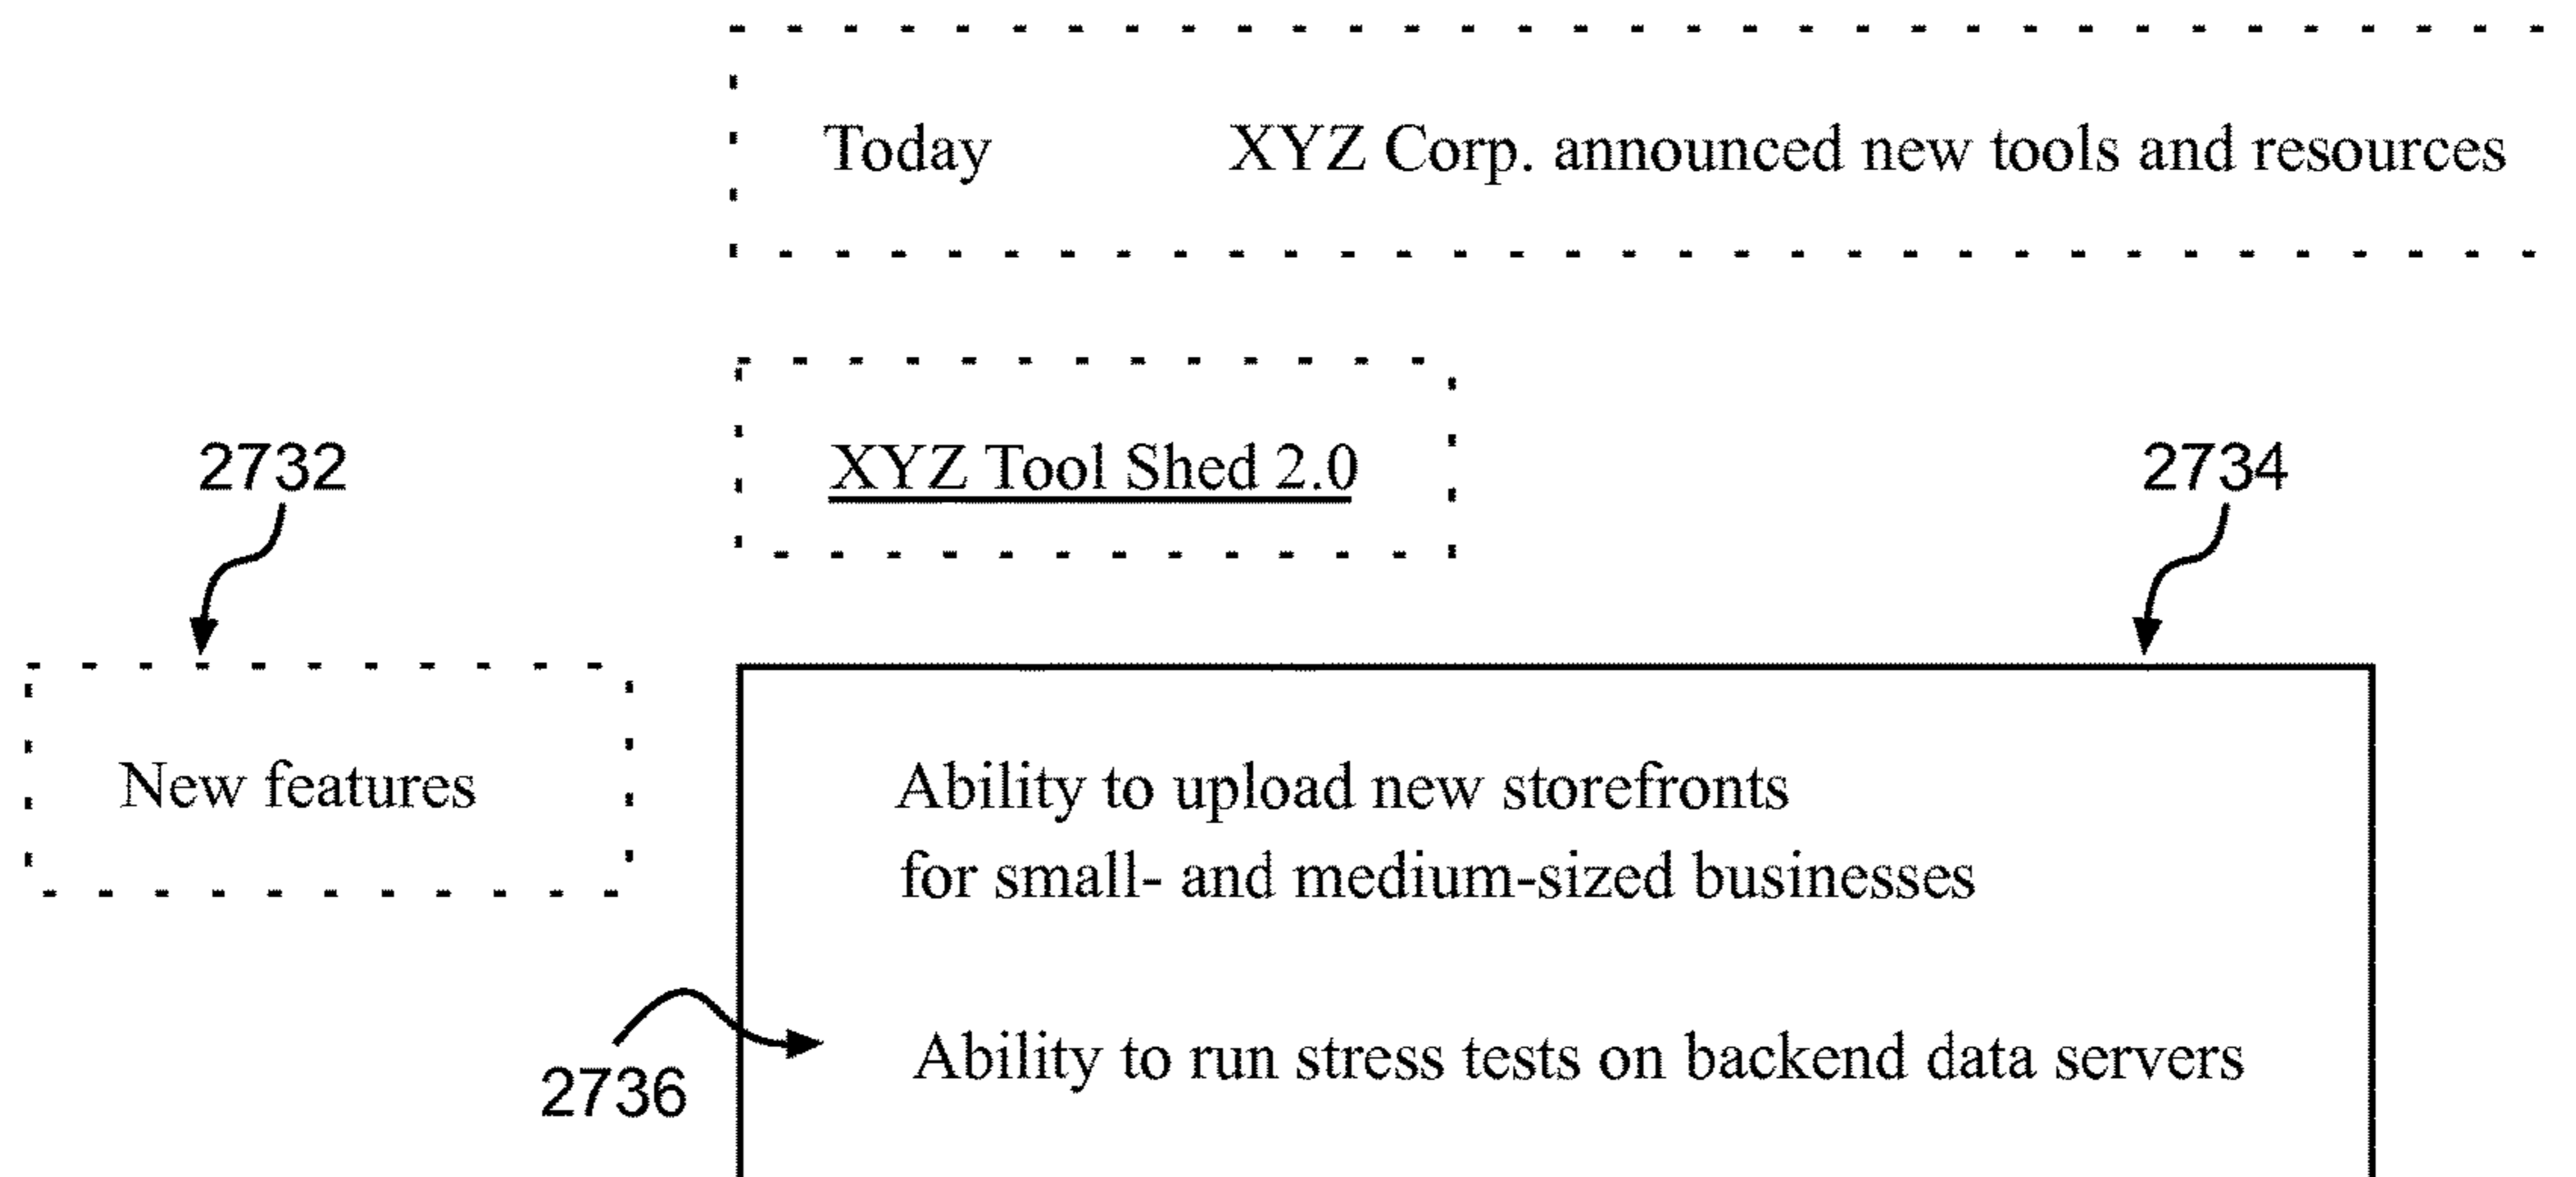 Today XYZ Corp. announced new tools and resources
XYZ Tool Shed 2.0
2732
2734
New features
Ability to upload new storefronts
for small- and medium-sized businesses
Ability to run stress tests on backend data servers
2736